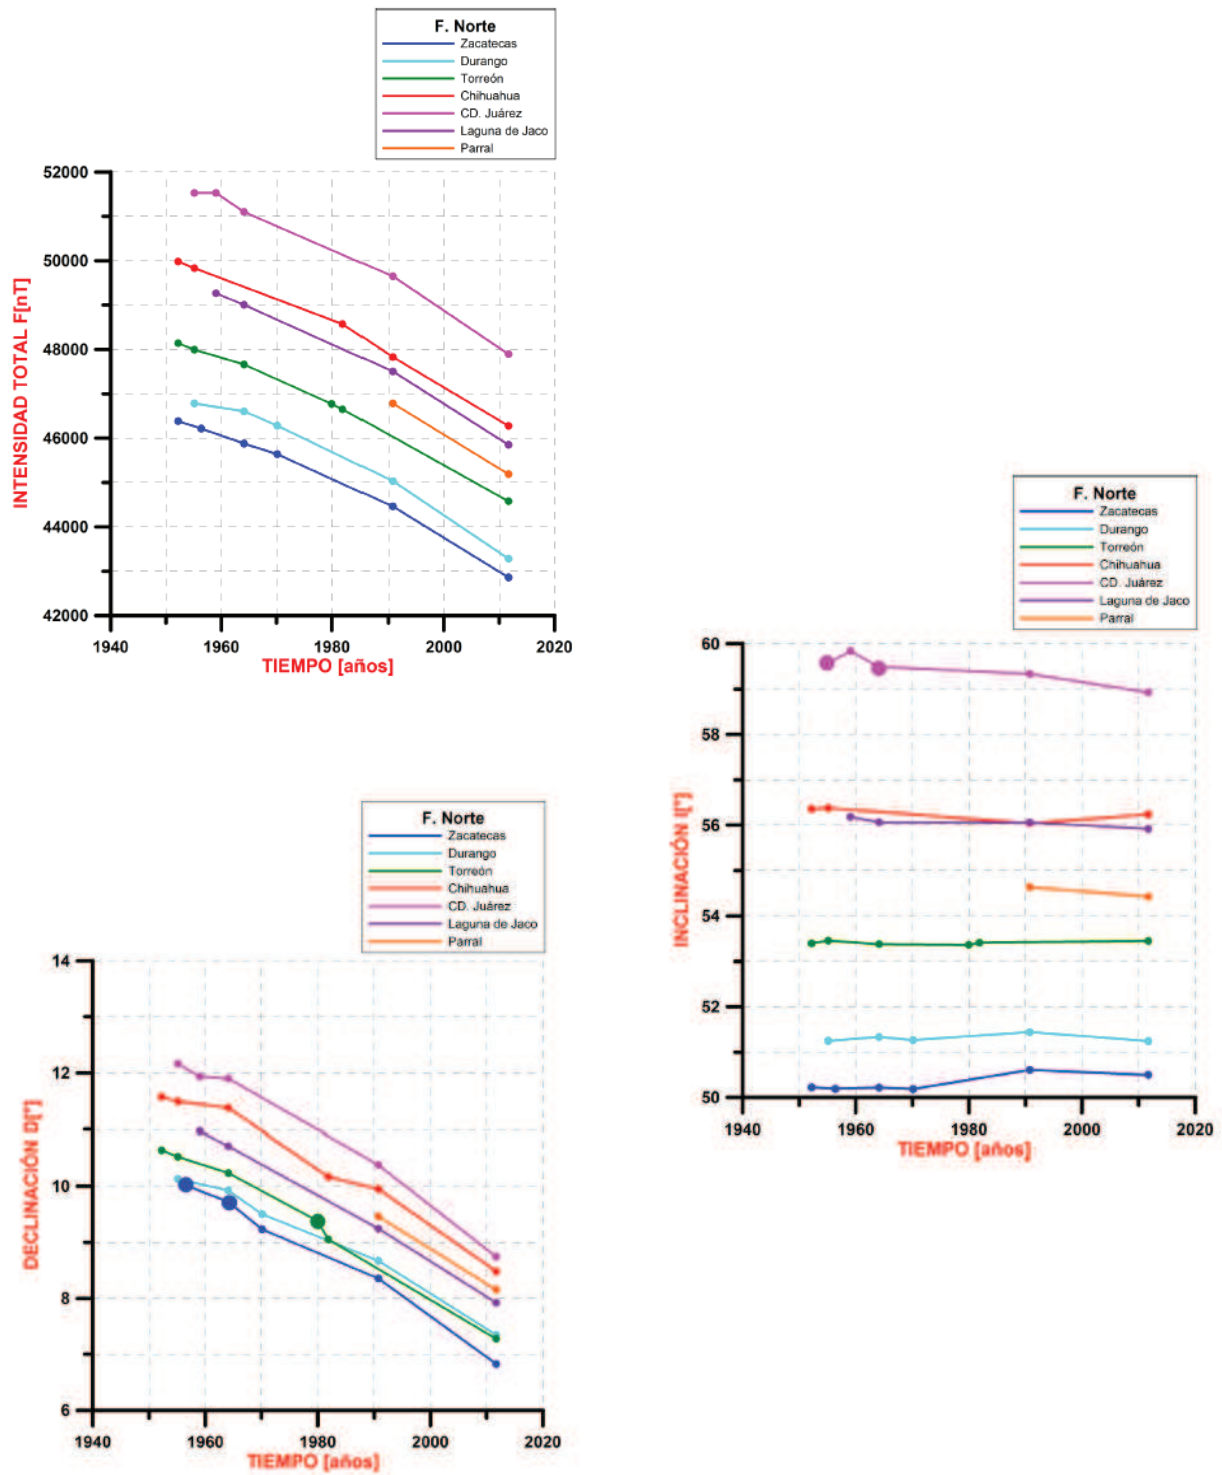 F. Norte
Zacatecas
Durango
Torreón
Chihuahua
CD. Juárez
Laguna de Jaco
Parral
INTENSIDAD TOTAL F[nT]
52000
50000
48000
46000
44000
42000
1940 1960 1980 2000 2020
TIEMPO [años]
F. Norte
Zacatecas
Durango
Torreón
Chihuahua
CD. Juárez
Laguna de Jaco
Parral
INCLINACIÓN I[°]
60
58
56
54
52
50
1940 1960 1980 2000 2020
TIEMPO [años]
F. Norte
Zacatecas
Durango
Torreón
Chihuahua
CD. Juárez
Laguna de Jaco
Parral
DECLINACIÓN D[°]
14
12
10
8
6
1940 1960 1980 2000 2020
TIEMPO [años]